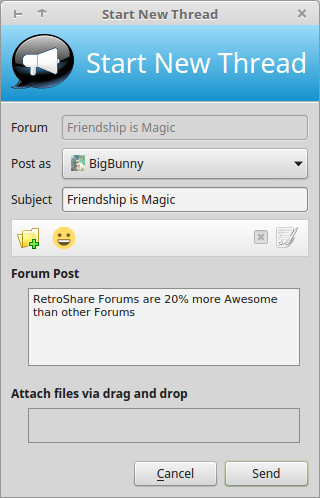 Start New Thread
Start New Thread
Forum Friendship is Magic
Post as BigBunny
Subject Friendship is Magic
Forum Post
RetroShare Forums are 20% more Awesome
than other Forums
Attach files via drag and drop
Cancel Send